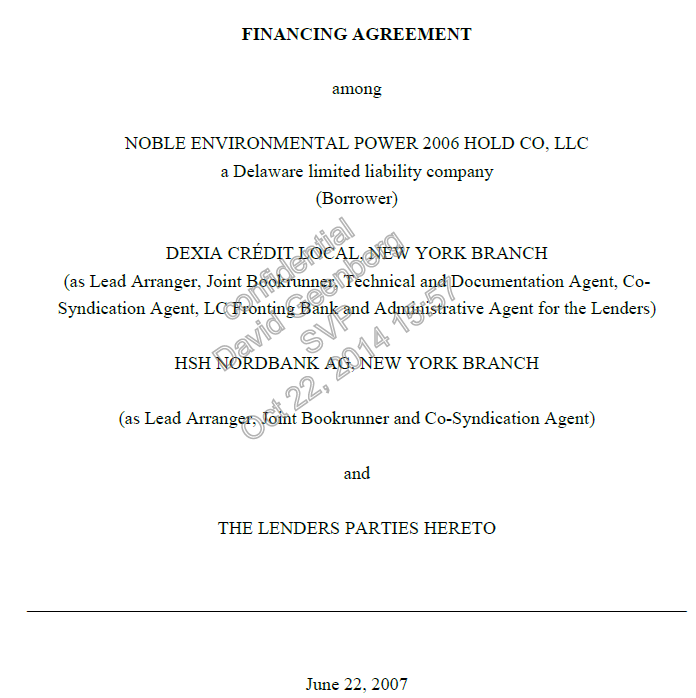 FINANCING AGREEMENT
among
NOBLE ENVIRONMENTAL POWER 2006 HOLD CO, LLC
a Delaware limited liability company
(Borrower)
DEXIA CRÉDIT LOCAL, NEW YORK BRANCH
(as Lead Arranger, Joint Bookrunner, Technical and Documentation Agent, Co-
Syndication Agent, LC Fronting Bank and Administrative Agent for the Lenders)
HSH NORDBANK AG, NEW YORK BRANCH
(as Lead Arranger, Joint Bookrunner and Co-Syndication Agent)
and
THE LENDERS PARTIES HERETO
June 22, 2007
confidential
David Geenberg
SVP
Oct 22, 2014 15:57